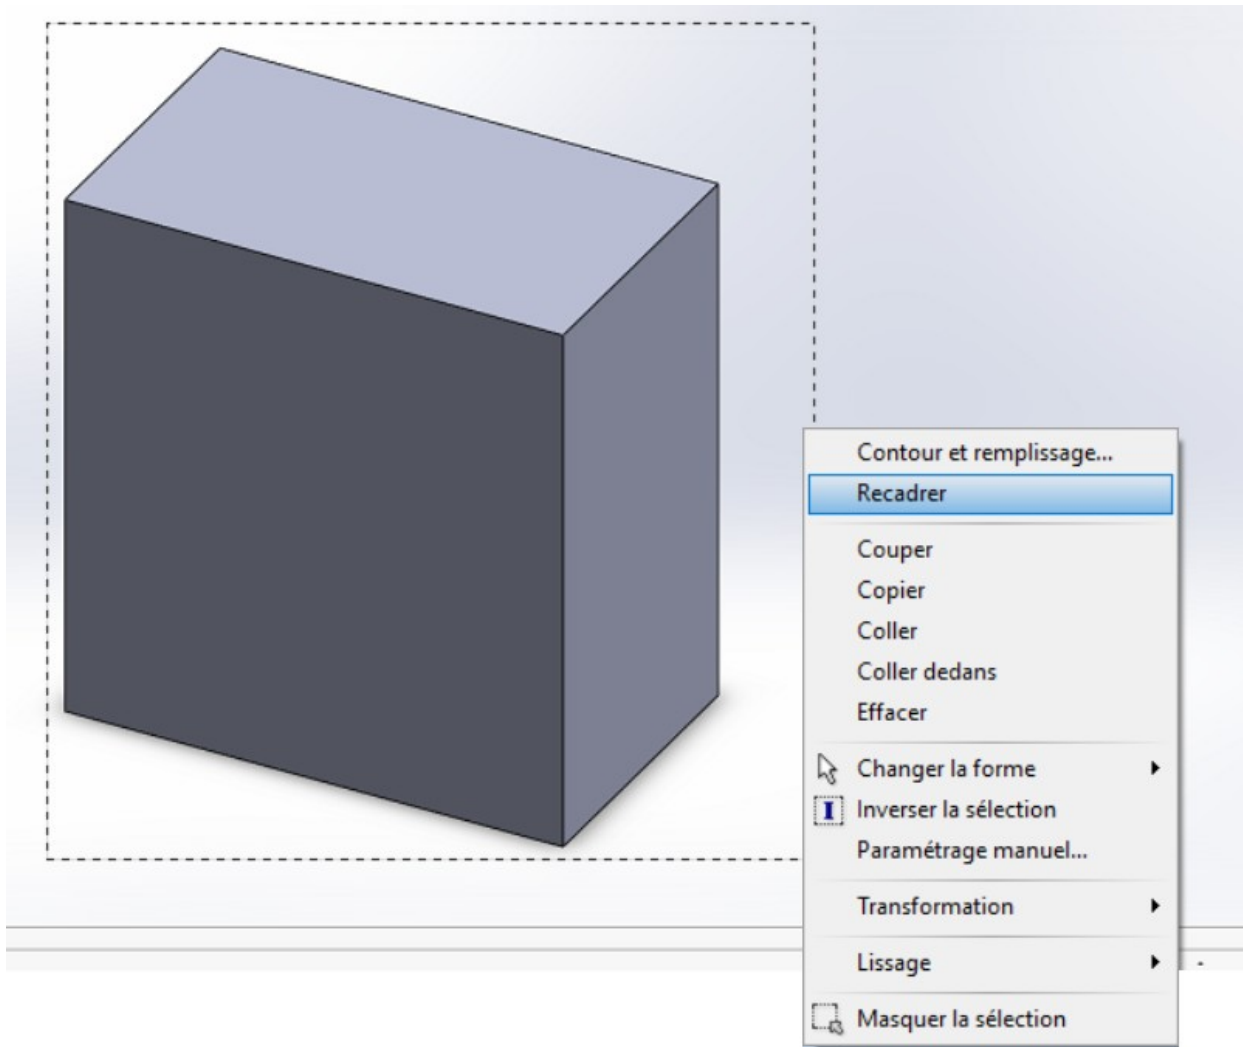 Contour et remplissage...
Recadrer
Couper
Copier
Coller
Coller dedans
Effacer
Changer la forme
Inverser la sélection
Paramétrage manuel...
Transformation
Lissage
Masquer la sélection